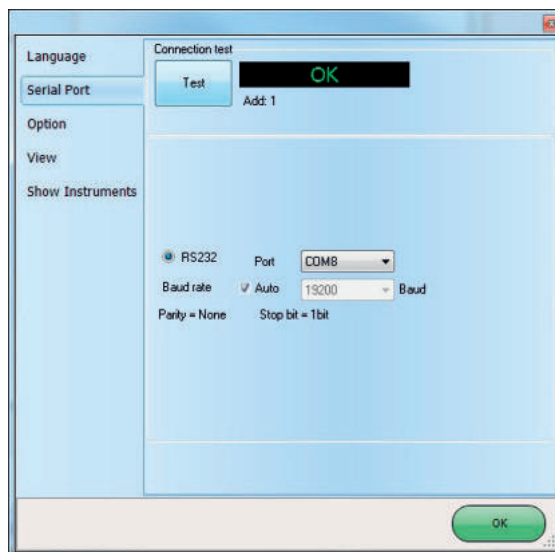 Language
Serial Port
Option
View
Show Instruments
Connection test
Test
OK
Add: 1
RS232
Port
COM8
Baud rate
Auto
19200
Baud
Parity = None
Stop bit = 1bit
OK